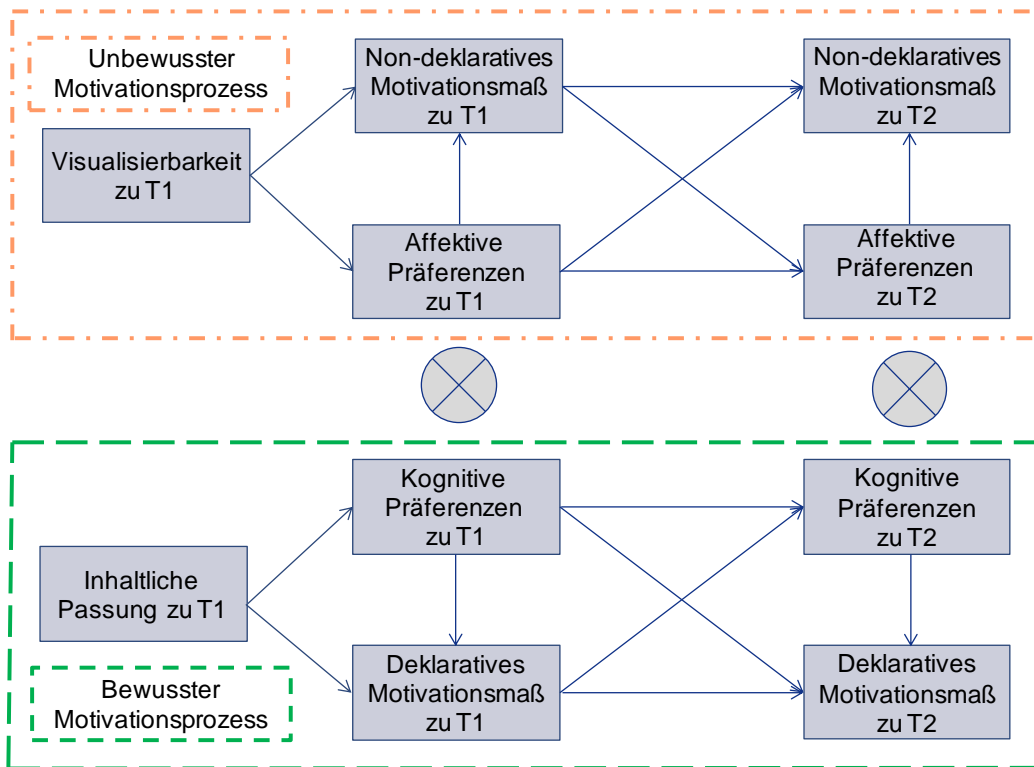 Unbewusster
Motivationsprozess
Non-deklaratives
Motivationsmaß
zu T1
Non-deklaratives
Motivationsmaß
zu T2
Visualisierbarkeit
zu T1
Affektive
Präferenzen
zu T1
Affektive
Präferenzen
zu T2
Kognitive
Präferenzen
zu T1
Kognitive
Präferenzen
zu T2
Inhaltliche
Passung zu T1
Deklaratives
Motivationsmaß
zu T1
Deklaratives
Motivationsmaß
zu T2
Bewusster
Motivationsprozess